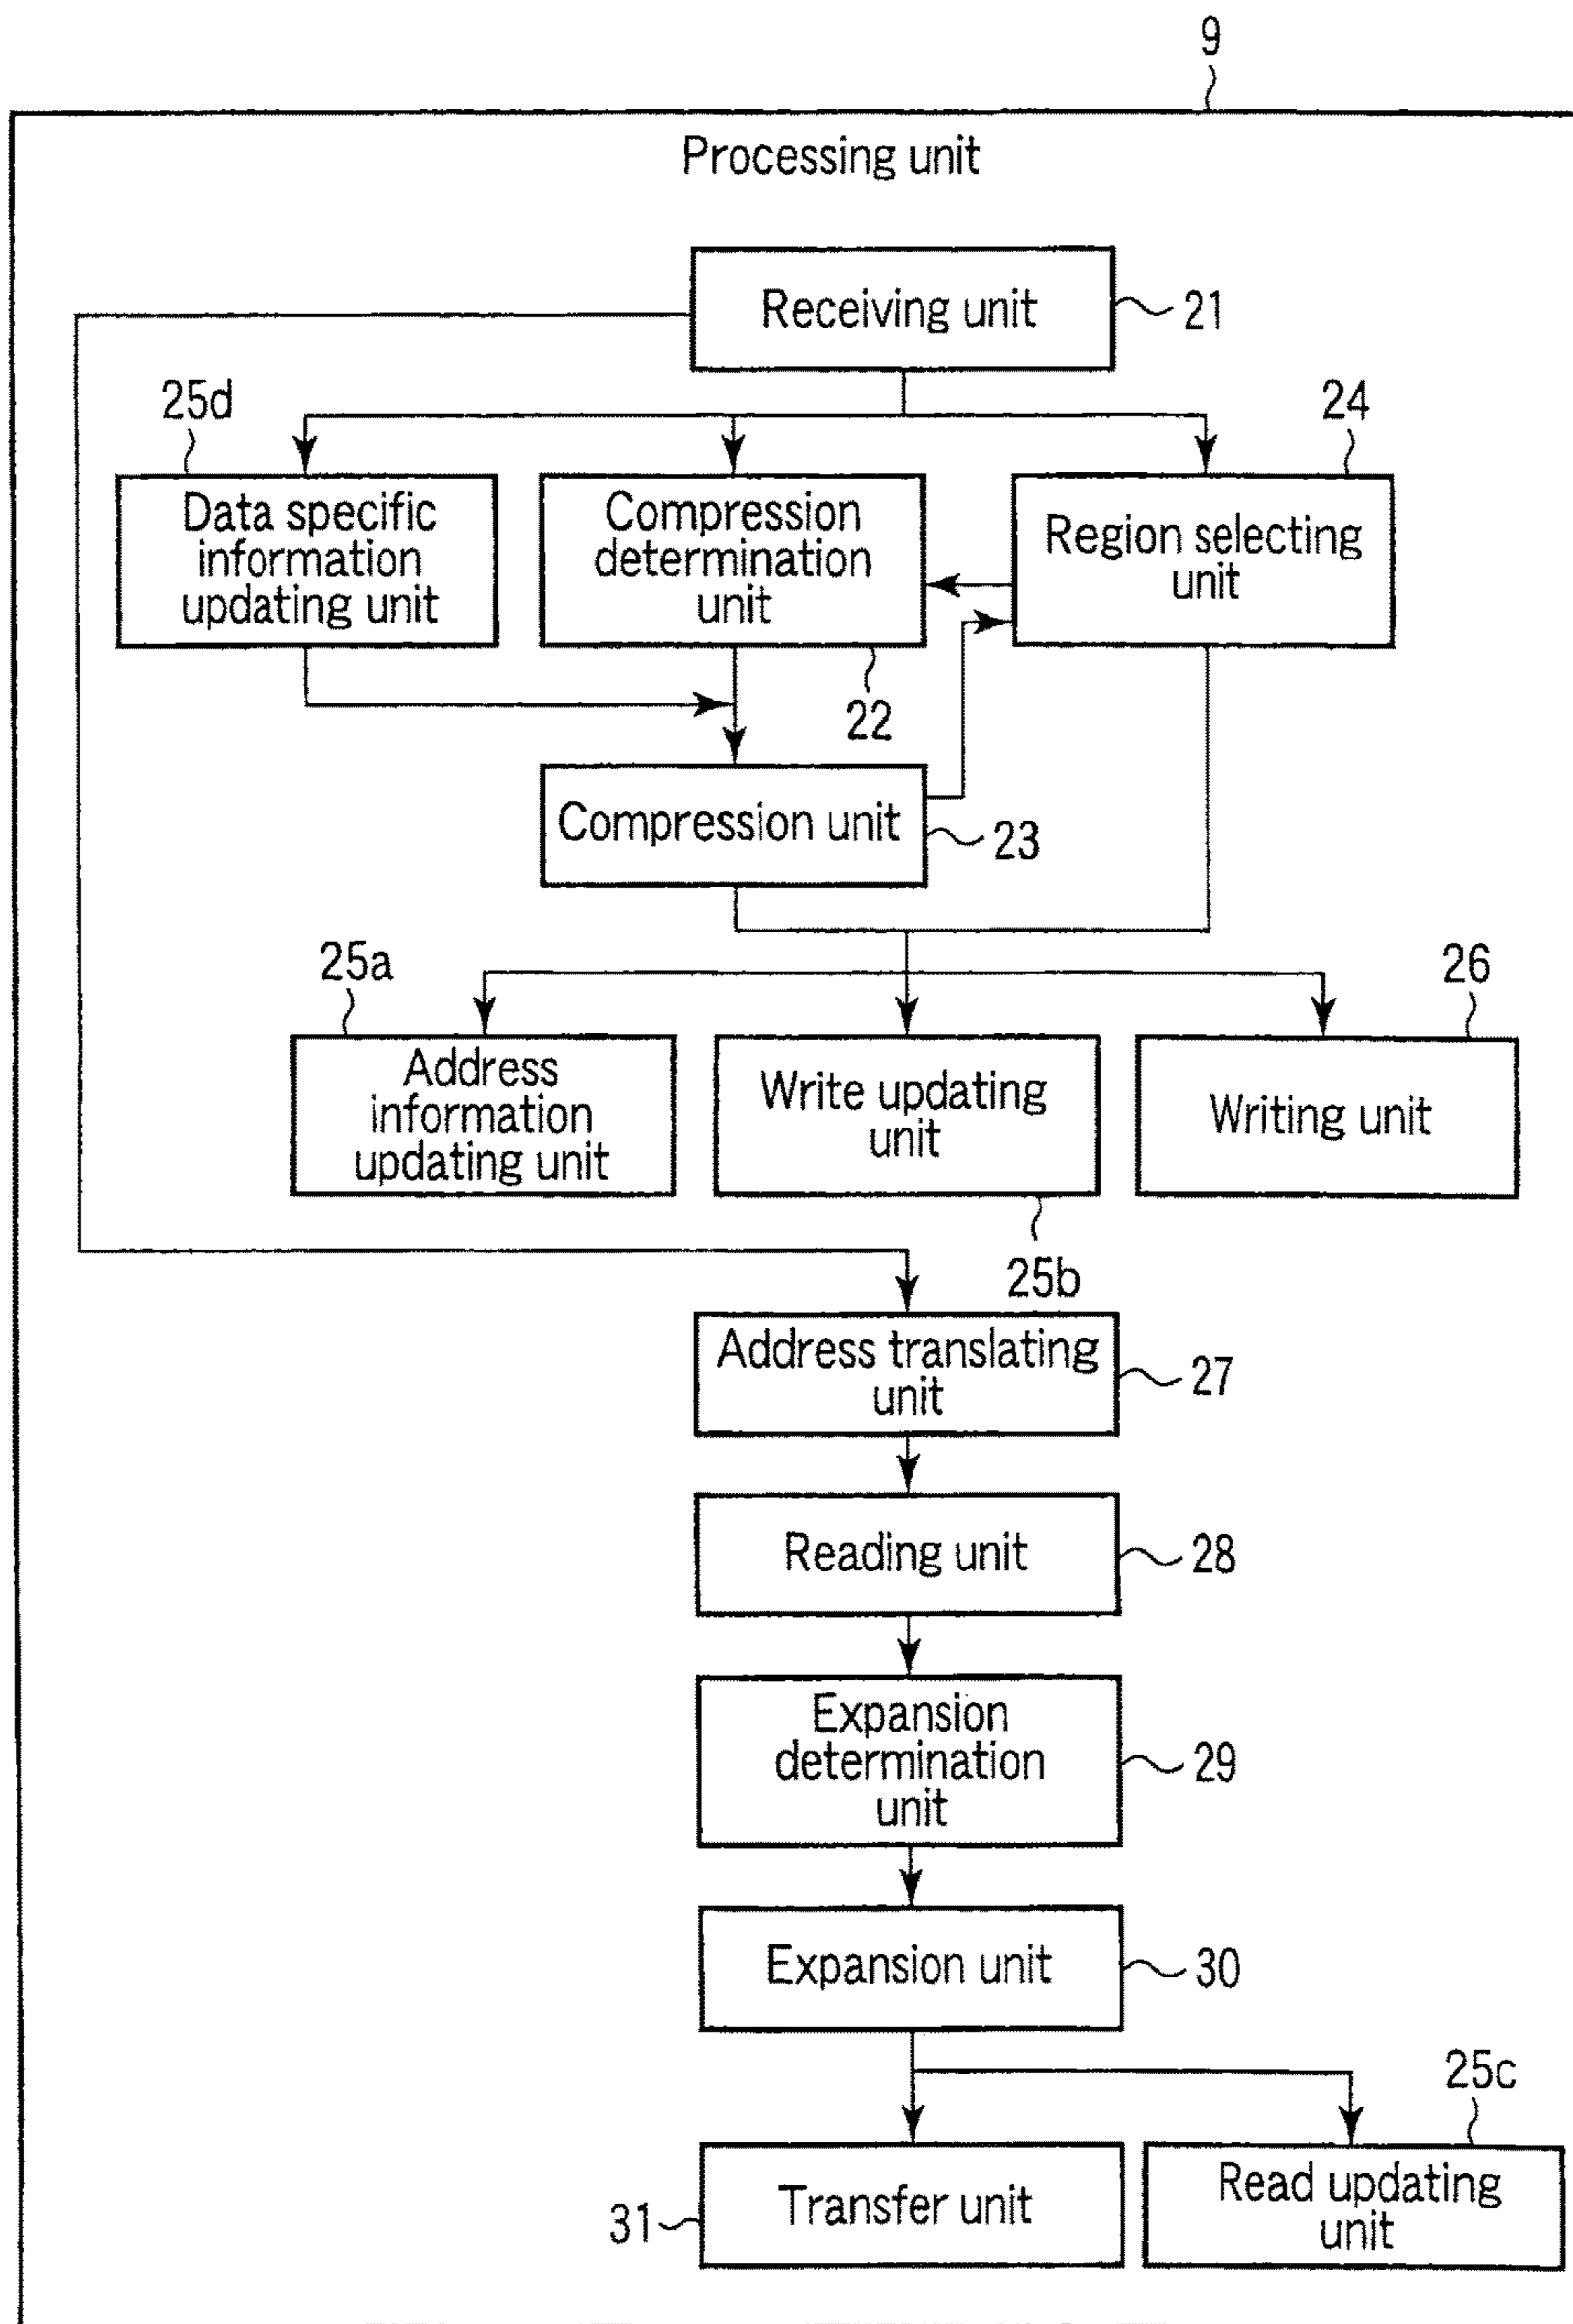 9
Processing unit
Receiving unit
21
25d
24
Data specific
information
updating unit
Compression
determination
unit
Region selecting
unit
22
Compression unit
23
25a
26
Address
information
updating unit
Write updating
unit
Writing unit
25b
Address translating
unit
27
Reading unit
28
Expansion
determination
unit
29
Expansion unit
30
25c
31
Transfer unit
Read updating
unit